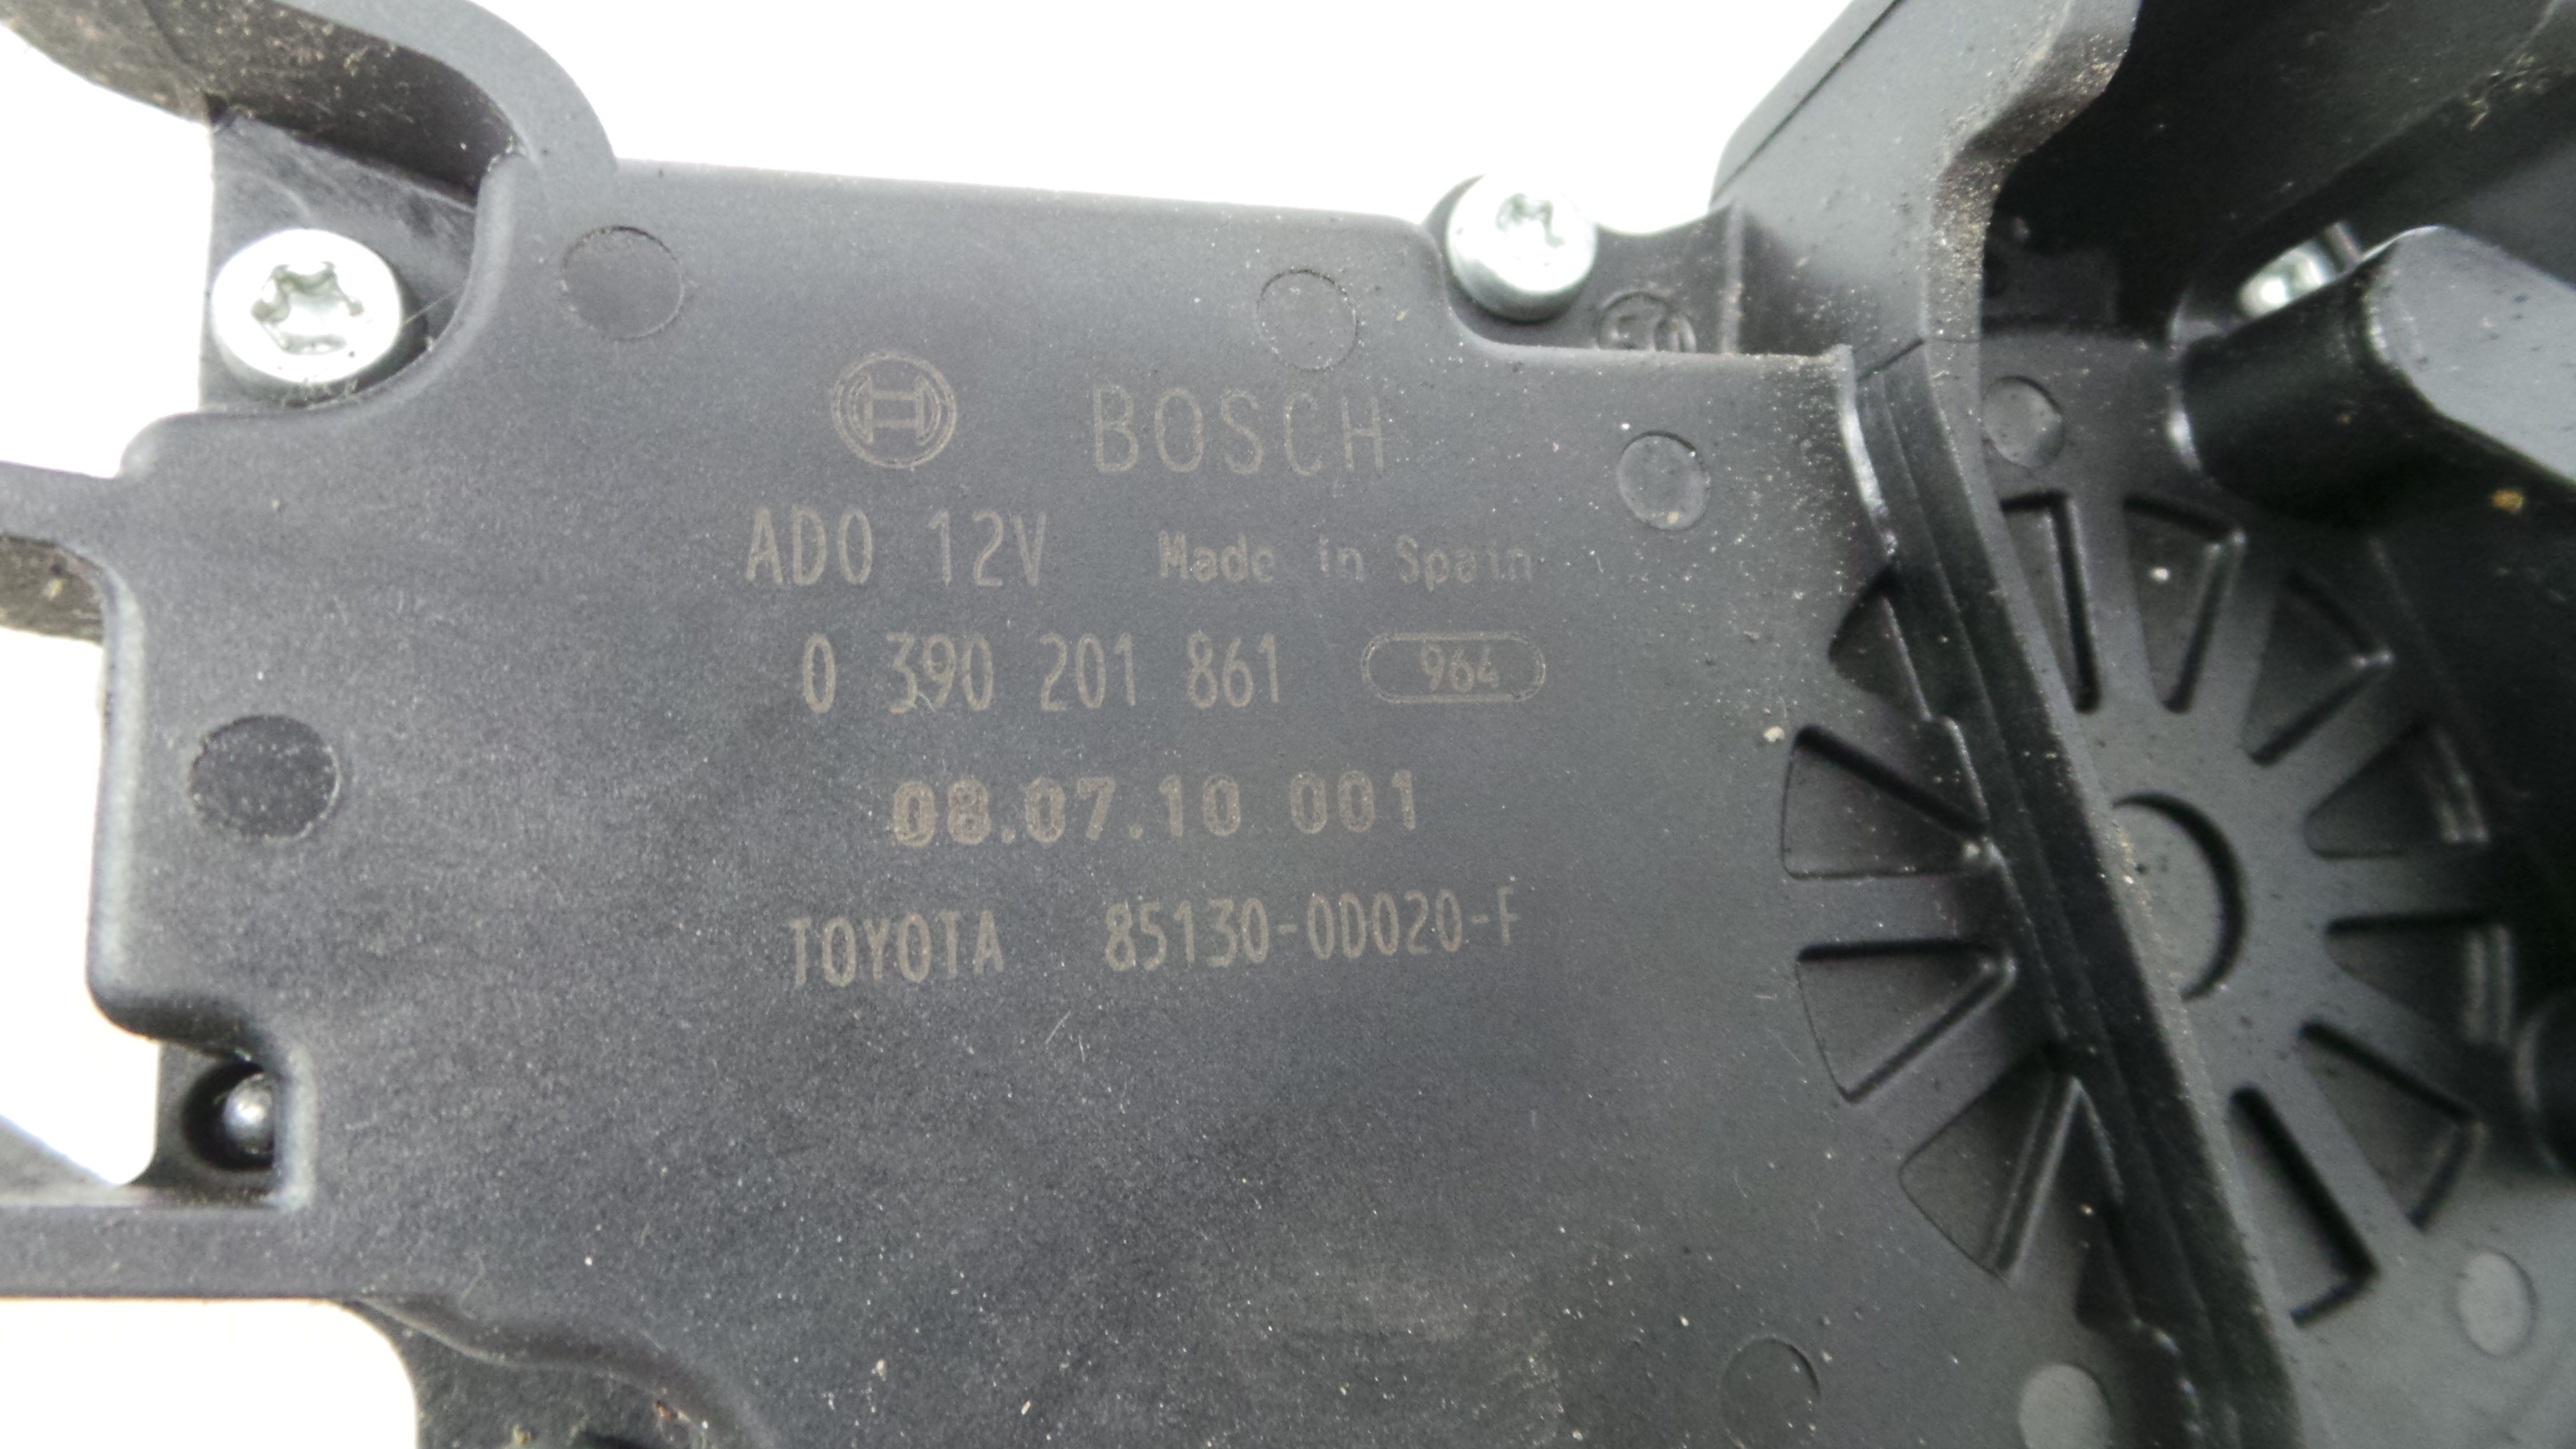 BOSCH
ADO 12V Made in Spain
0 390 201 861 964
08.07.10 001
TOYOTA 85130-0D020-F